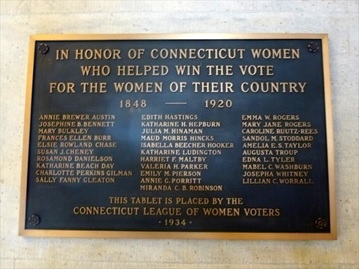 IN HONOR OF CONNECTICUT WOMEN
WHO HELPED WIN THE VOTE
FOR THE WOMEN OF THEIR COUNTRY
1848 — 1920
ANNIE BREWER AUSTIN
JOSEPHINE B. BENNETT
MARY BULKLEY
FRANCES ELLEN BURR
ELSIE ROWLAND CHASE
SUSAN J. CHENEY
ROSAMOND DANIELSON
KATHARINE BEACH DAY
CHARLOTTE PERKINS GILMAN
SALLY FANNY GLEATON
EDITH HASTINGS
KATHARINE H. HEPBURN
JULIA M. HINAMAN
MAUD MORRIS HINCKS
ISABELLA BEECHER HOOKER
KATHARINE LUDINGTON
HARRIET F. MALTBY
VALERIA H. PARKER
EMILY M. PIERSON
ANNIE G. PORRITT
MIRANDA C. B. ROBINSON
EMMA W. ROGERS
MARY JANE ROGERS
CAROLINE RUUTZ-REES
SANDOL M. STODDARD
AMELIA E. S. TAYLOR
AUGUSTA TROUP
EDNA L. TYLER
MABEL C. WASHBURN
JOSEPHA WHITNEY
LILLIAN C. WORRALL
THIS TABLET IS PLACED BY THE
CONNECTICUT LEAGUE OF WOMEN VOTERS
· 1934 ·